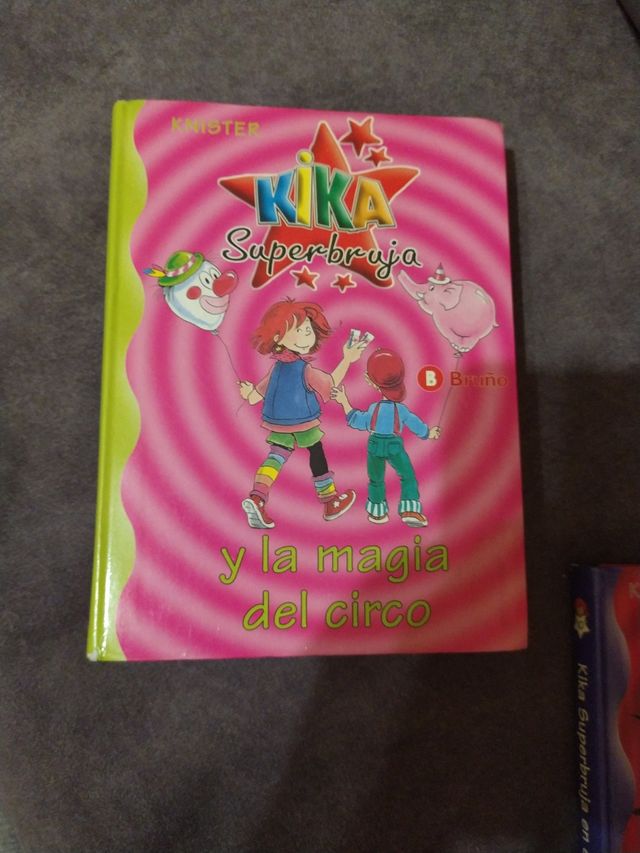 KNISTER
KiKA
Superbruja
B Bruño
y la magia
del circo
K
Kika Superbruja en